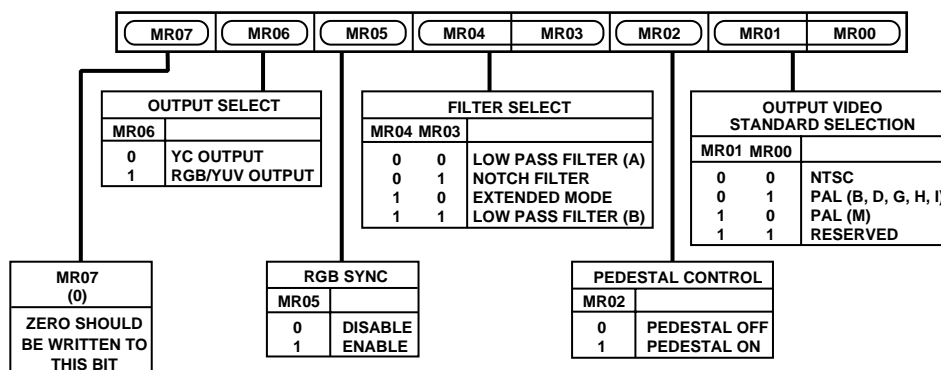 MR07 MR06 MR05 MR04 MR03 MR02 MR01 MR00
OUTPUT SELECT
MR06
0 YC OUTPUT
1 RGB/YUV OUTPUT
FILTER SELECT
MR04 MR03
0 0 LOW PASS FILTER (A)
0 1 NOTCH FILTER
1 0 EXTENDED MODE
1 1 LOW PASS FILTER (B)
OUTPUT VIDEO
STANDARD SELECTION
MR01 MR00
0 0 NTSC
0 1 PAL (B, D, G, H, I)
1 0 PAL (M)
1 1 RESERVED
MR07
(0)
ZERO SHOULD
BE WRITTEN TO
THIS BIT
RGB SYNC
MR05
0 DISABLE
1 ENABLE
PEDESTAL CONTROL
MR02
0 PEDESTAL OFF
1 PEDESTAL ON